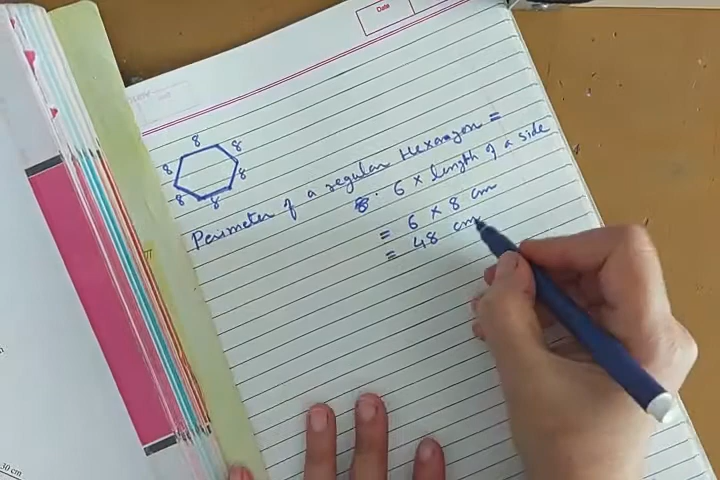 Date
8
8
8
8
8
8
Perimeter of a regular Hexangon =
6 × length of a side
= 6 × 8 cm
= 48 cm
30 cm